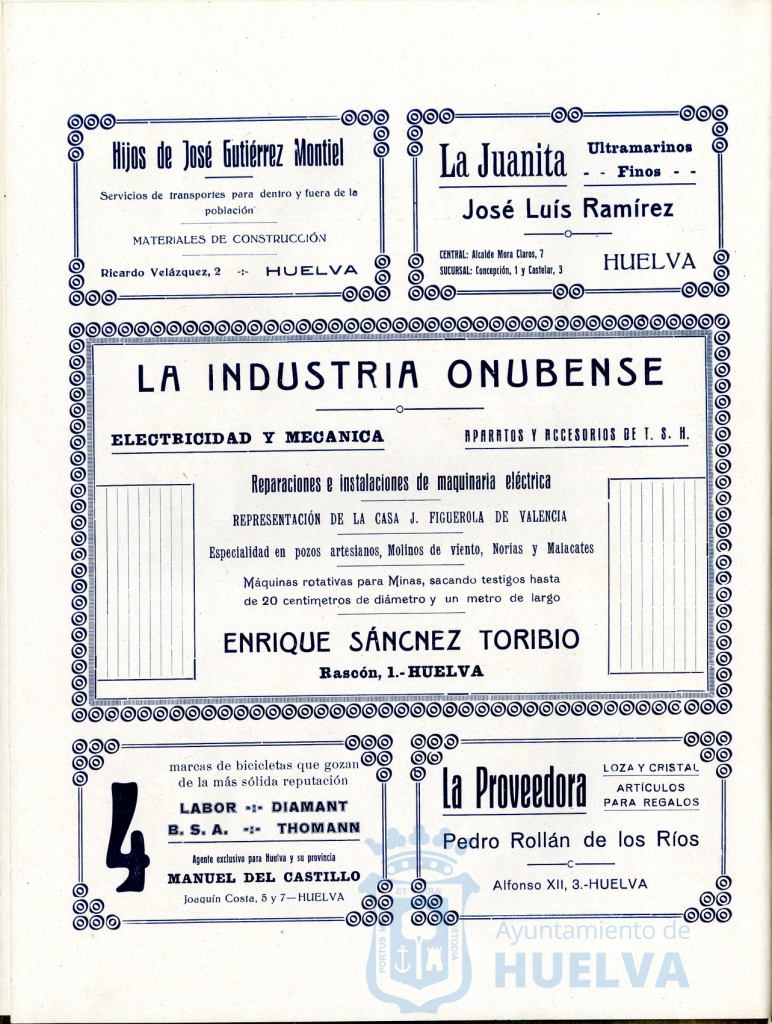 Hijos de José Gutiérrez Montiel
Servicios de transportes para dentro y fuera de la
población
MATERIALES DE CONSTRUCCIÓN
Ricardo Velázquez, 2 -:- HUELVA
La Juanita
Ultramarinos
- - Finos - -
José Luís Ramírez
CENTRAL: Alcalde Mora Claros, 7
SUCURSAL: Concepción, 1 y Castelar, 3
HUELVA
LA INDUSTRIA ONUBENSE
ELECTRICIDAD Y MECANICA
APARATOS Y ACCESORIOS DE T. S. H.
Reparaciones e instalaciones de maquinaria eléctrica
REPRESENTACIÓN DE LA CASA J. FIGUEROLA DE VALENCIA
Especialidad en pozos artesianos, Molinos de viento, Norias y Malacates
Máquinas rotativas para Minas, sacando testigos hasta
de 20 centímetros de diámetro y un metro de largo
ENRIQUE SÁNCNEZ TORIBIO
Rascón, 1.-HUELVA
4
marcas de bicicletas que gozan
de la más sólida reputación
LABOR -:- DIAMANT
B. S. A. -:- THOMANN
Agente exclusivo para Huelva y su provincia
MANUEL DEL CASTILLO
Joaquín Costa, 5 y 7—HUELVA
La Proveedora
LOZA Y CRISTAL
ARTÍCULOS
PARA REGALOS
Pedro Rollán de los Ríos
Alfonso XII, 3.-HUELVA
PORTUS
CUSTODIA
Ayuntamiento de
HUELVA